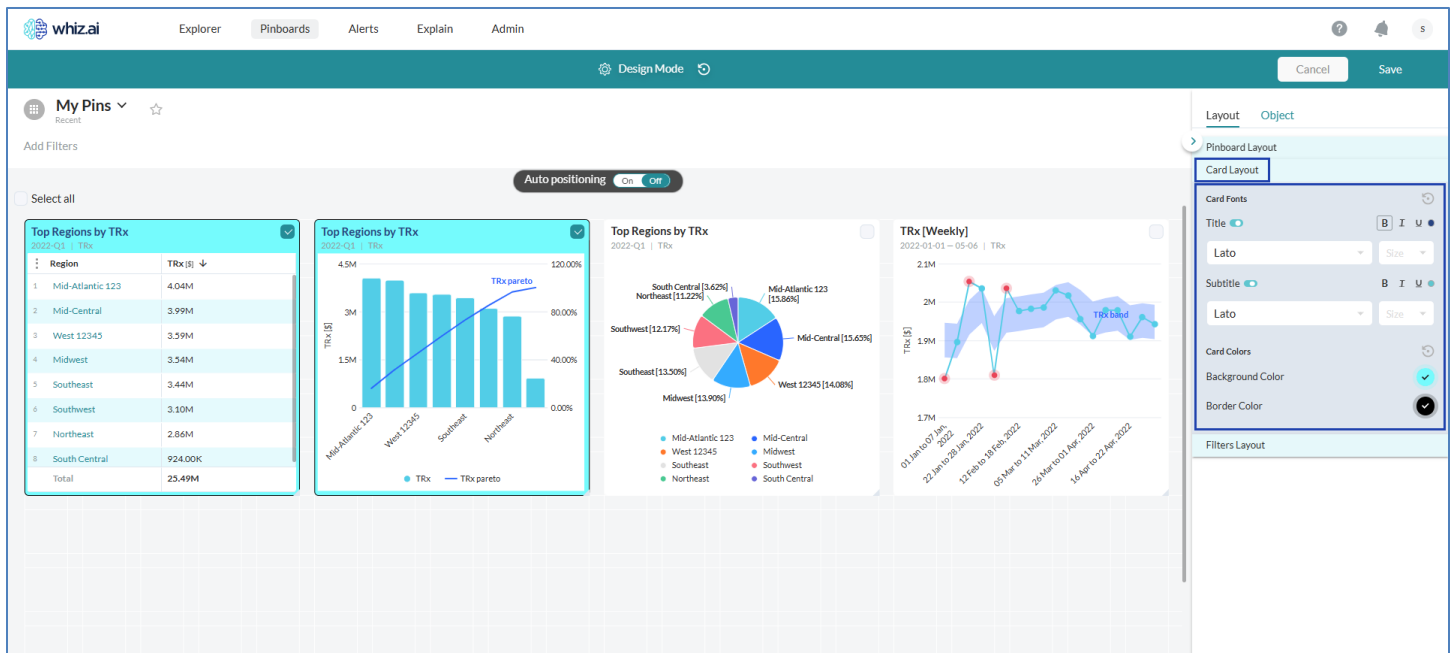 whiz.ai
Explorer
Pinboards
Alerts
Explain
Admin
?
S
Design Mode
Cancel
Save
My Pins
Recent
Add Filters
Auto positioning On Off
Select all
Top Regions by TRx
2022-Q1 | TRx
Region TRx [$]
1 Mid-Atlantic 123 4.04M
2 Mid-Central 3.99M
3 West 12345 3.59M
4 Midwest 3.54M
5 Southeast 3.44M
6 Southwest 3.10M
7 Northeast 2.86M
8 South Central 924.00K
Total 25.49M
Top Regions by TRx
2022-Q1 | TRx
4.5M
3M
1.5M
0
TRx [$]
120.00%
80.00%
40.00%
0.00%
TRx pareto
Mid-Atlantic 123
West 12345
Southeast
Northeast
TRx
TRx pareto
Top Regions by TRx
2022-Q1 | TRx
South Central [3.62%]
Northeast [11.22%]
Mid-Atlantic 123
[15.86%]
Southwest [12.17%]
Mid-Central [15.65%]
Southeast [13.50%]
West 12345 [14.08%]
Midwest [13.90%]
Mid-Atlantic 123
Mid-Central
West 12345
Midwest
Southeast
Southwest
Northeast
South Central
TRx [Weekly]
2022-01-01 — 05-06 | TRx
2.1M
2M
1.9M
1.8M
1.7M
TRx [$]
TRx band
01 Jan to 07 Jan,
2022
22 Jan to 28 Jan, 2022
12 Feb to 18 Feb, 2022
05 Mar to 11 Mar, 2022
26 Mar to 01 Apr, 2022
16 Apr to 22 Apr, 2022
Layout
Object
Pinboard Layout
Card Layout
Card Fonts
Title B I U
Lato Size
Subtitle B I U
Lato Size
Card Colors
Background Color
Border Color
Filters Layout